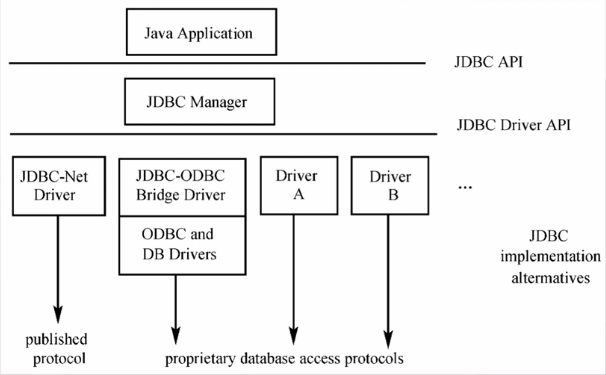 Java Application
JDBC API
JDBC Manager
JDBC Driver API
JDBC-Net
Driver
JDBC-ODBC
Bridge Driver
ODBC and
DB Drivers
Driver
A
Driver
B
...
JDBC
implementation
alternatives
published
protocol
proprietary database access protocols